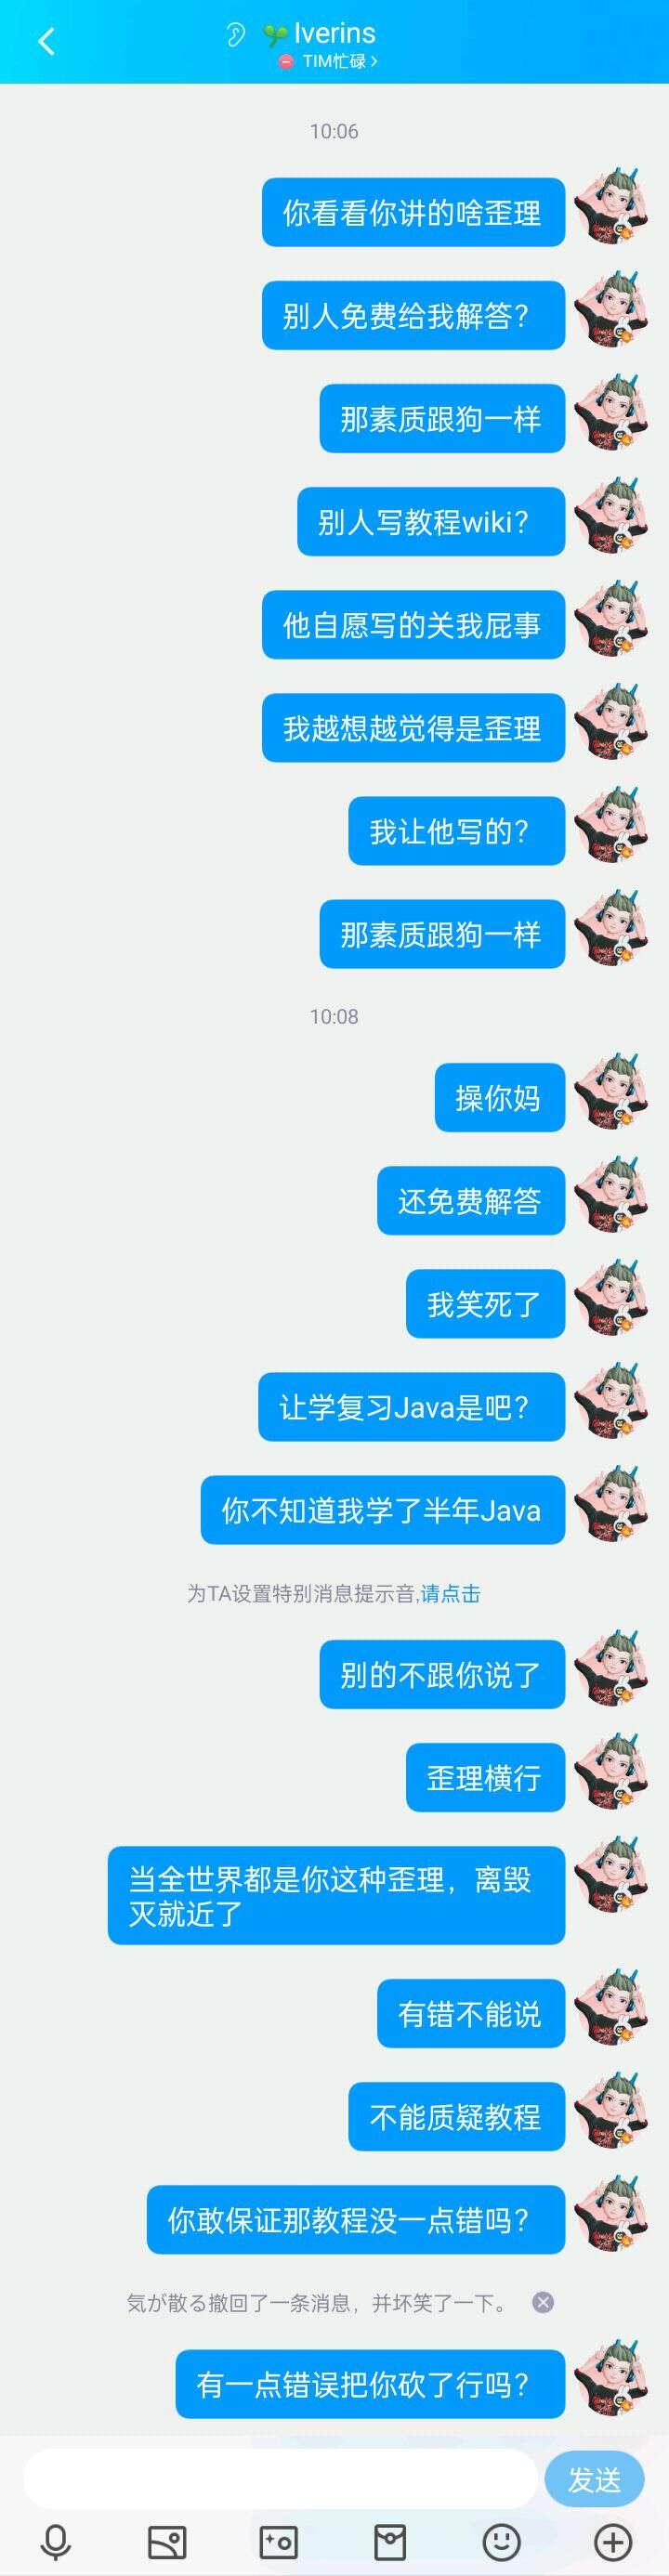 Iverins
TIM忙碌
10:06
你看看你讲的啥歪理
别人免费给我解答?
那素质跟狗一样
别人写教程wiki?
他自愿写的关我屁事
我越想越觉得是歪理
我让他写的?
那素质跟狗一样
10:08
操你妈
还免费解答
我笑死了
让学复习Java是吧?
你不知道我学了半年Java
为TA设置特别消息提示音,请点击
别的不跟你说了
歪理横行
当全世界都是你这种歪理，离毁
灭就近了
有错不能说
不能质疑教程
你敢保证那教程没一点错吗?
気が散る撤回了一条消息，并坏笑了一下。
有一点错误把你砍了行吗?
发送